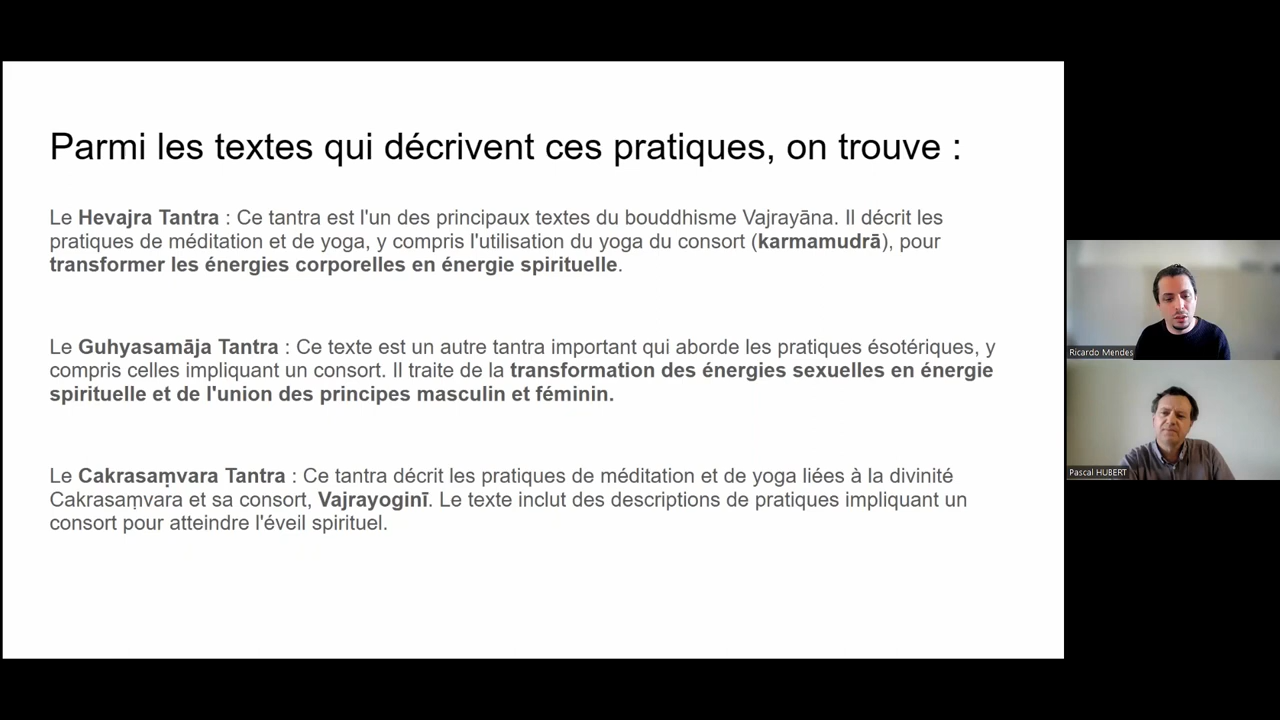 Parmi les textes qui décrivent ces pratiques, on trouve :
Le Hevajra Tantra : Ce tantra est l'un des principaux textes du bouddhisme Vajrayāna. Il décrit les
pratiques de méditation et de yoga, y compris l'utilisation du yoga du consort (karmamudrā), pour
transformer les énergies corporelles en énergie spirituelle.
Le Guhyasamāja Tantra : Ce texte est un autre tantra important qui aborde les pratiques ésotériques, y
compris celles impliquant un consort. Il traite de la transformation des énergies sexuelles en énergie
spirituelle et de l'union des principes masculin et féminin.
Le Cakrasaṃvara Tantra : Ce tantra décrit les pratiques de méditation et de yoga liées à la divinité
Cakrasaṃvara et sa consort, Vajrayoginī. Le texte inclut des descriptions de pratiques impliquant un
consort pour atteindre l'éveil spirituel.
Ricardo Mendes
Pascal HUBERT